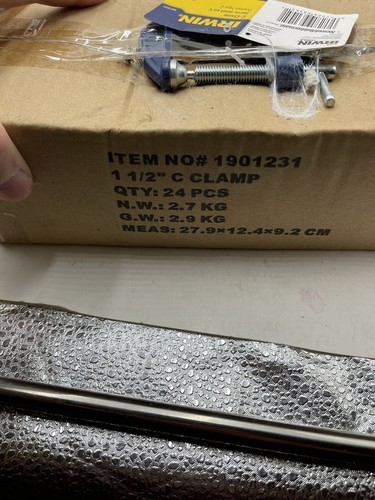 IRWIN
IRWIN.
ITEM NO# 1901231
1 1/2" C CLAMP
QTY: 24 PCS
N.W.: 2.7 KG
G.W.: 2.9 KG
MEAS: 27.9×12.4×9.2 CM